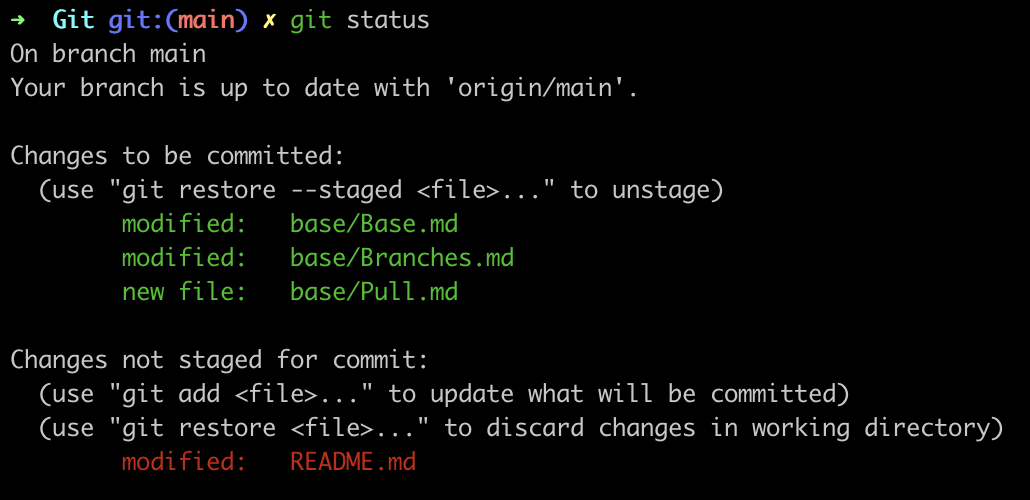 ➜  Git git:(main) ✗ git status
On branch main
Your branch is up to date with 'origin/main'.

Changes to be committed:
  (use "git restore --staged <file>..." to unstage)
        modified:   base/Base.md
        modified:   base/Branches.md
        new file:   base/Pull.md

Changes not staged for commit:
  (use "git add <file>..." to update what will be committed)
  (use "git restore <file>..." to discard changes in working directory)
        modified:   README.md